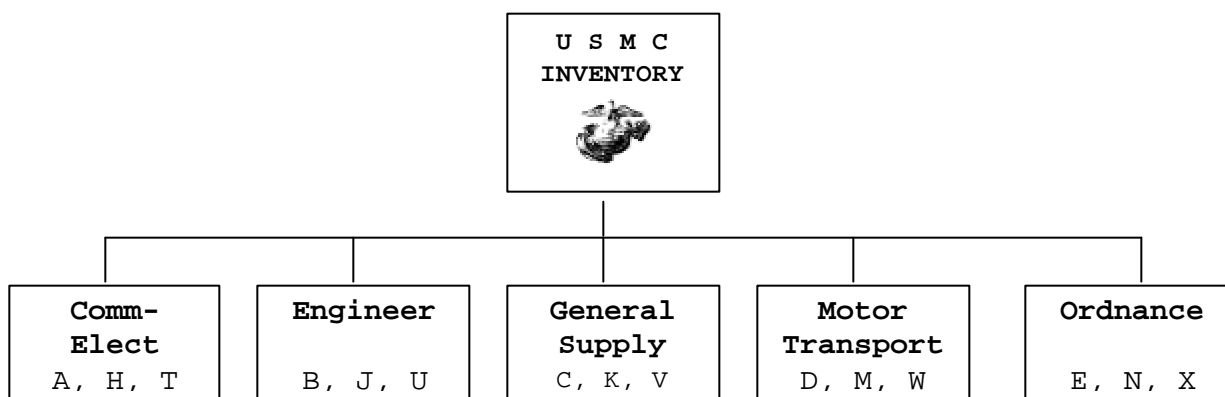 U S M C
INVENTORY
Comm-
Elect
A, H, T
Engineer
B, J, U
General
Supply
C, K, V
Motor
Transport
D, M, W
Ordnance
E, N, X